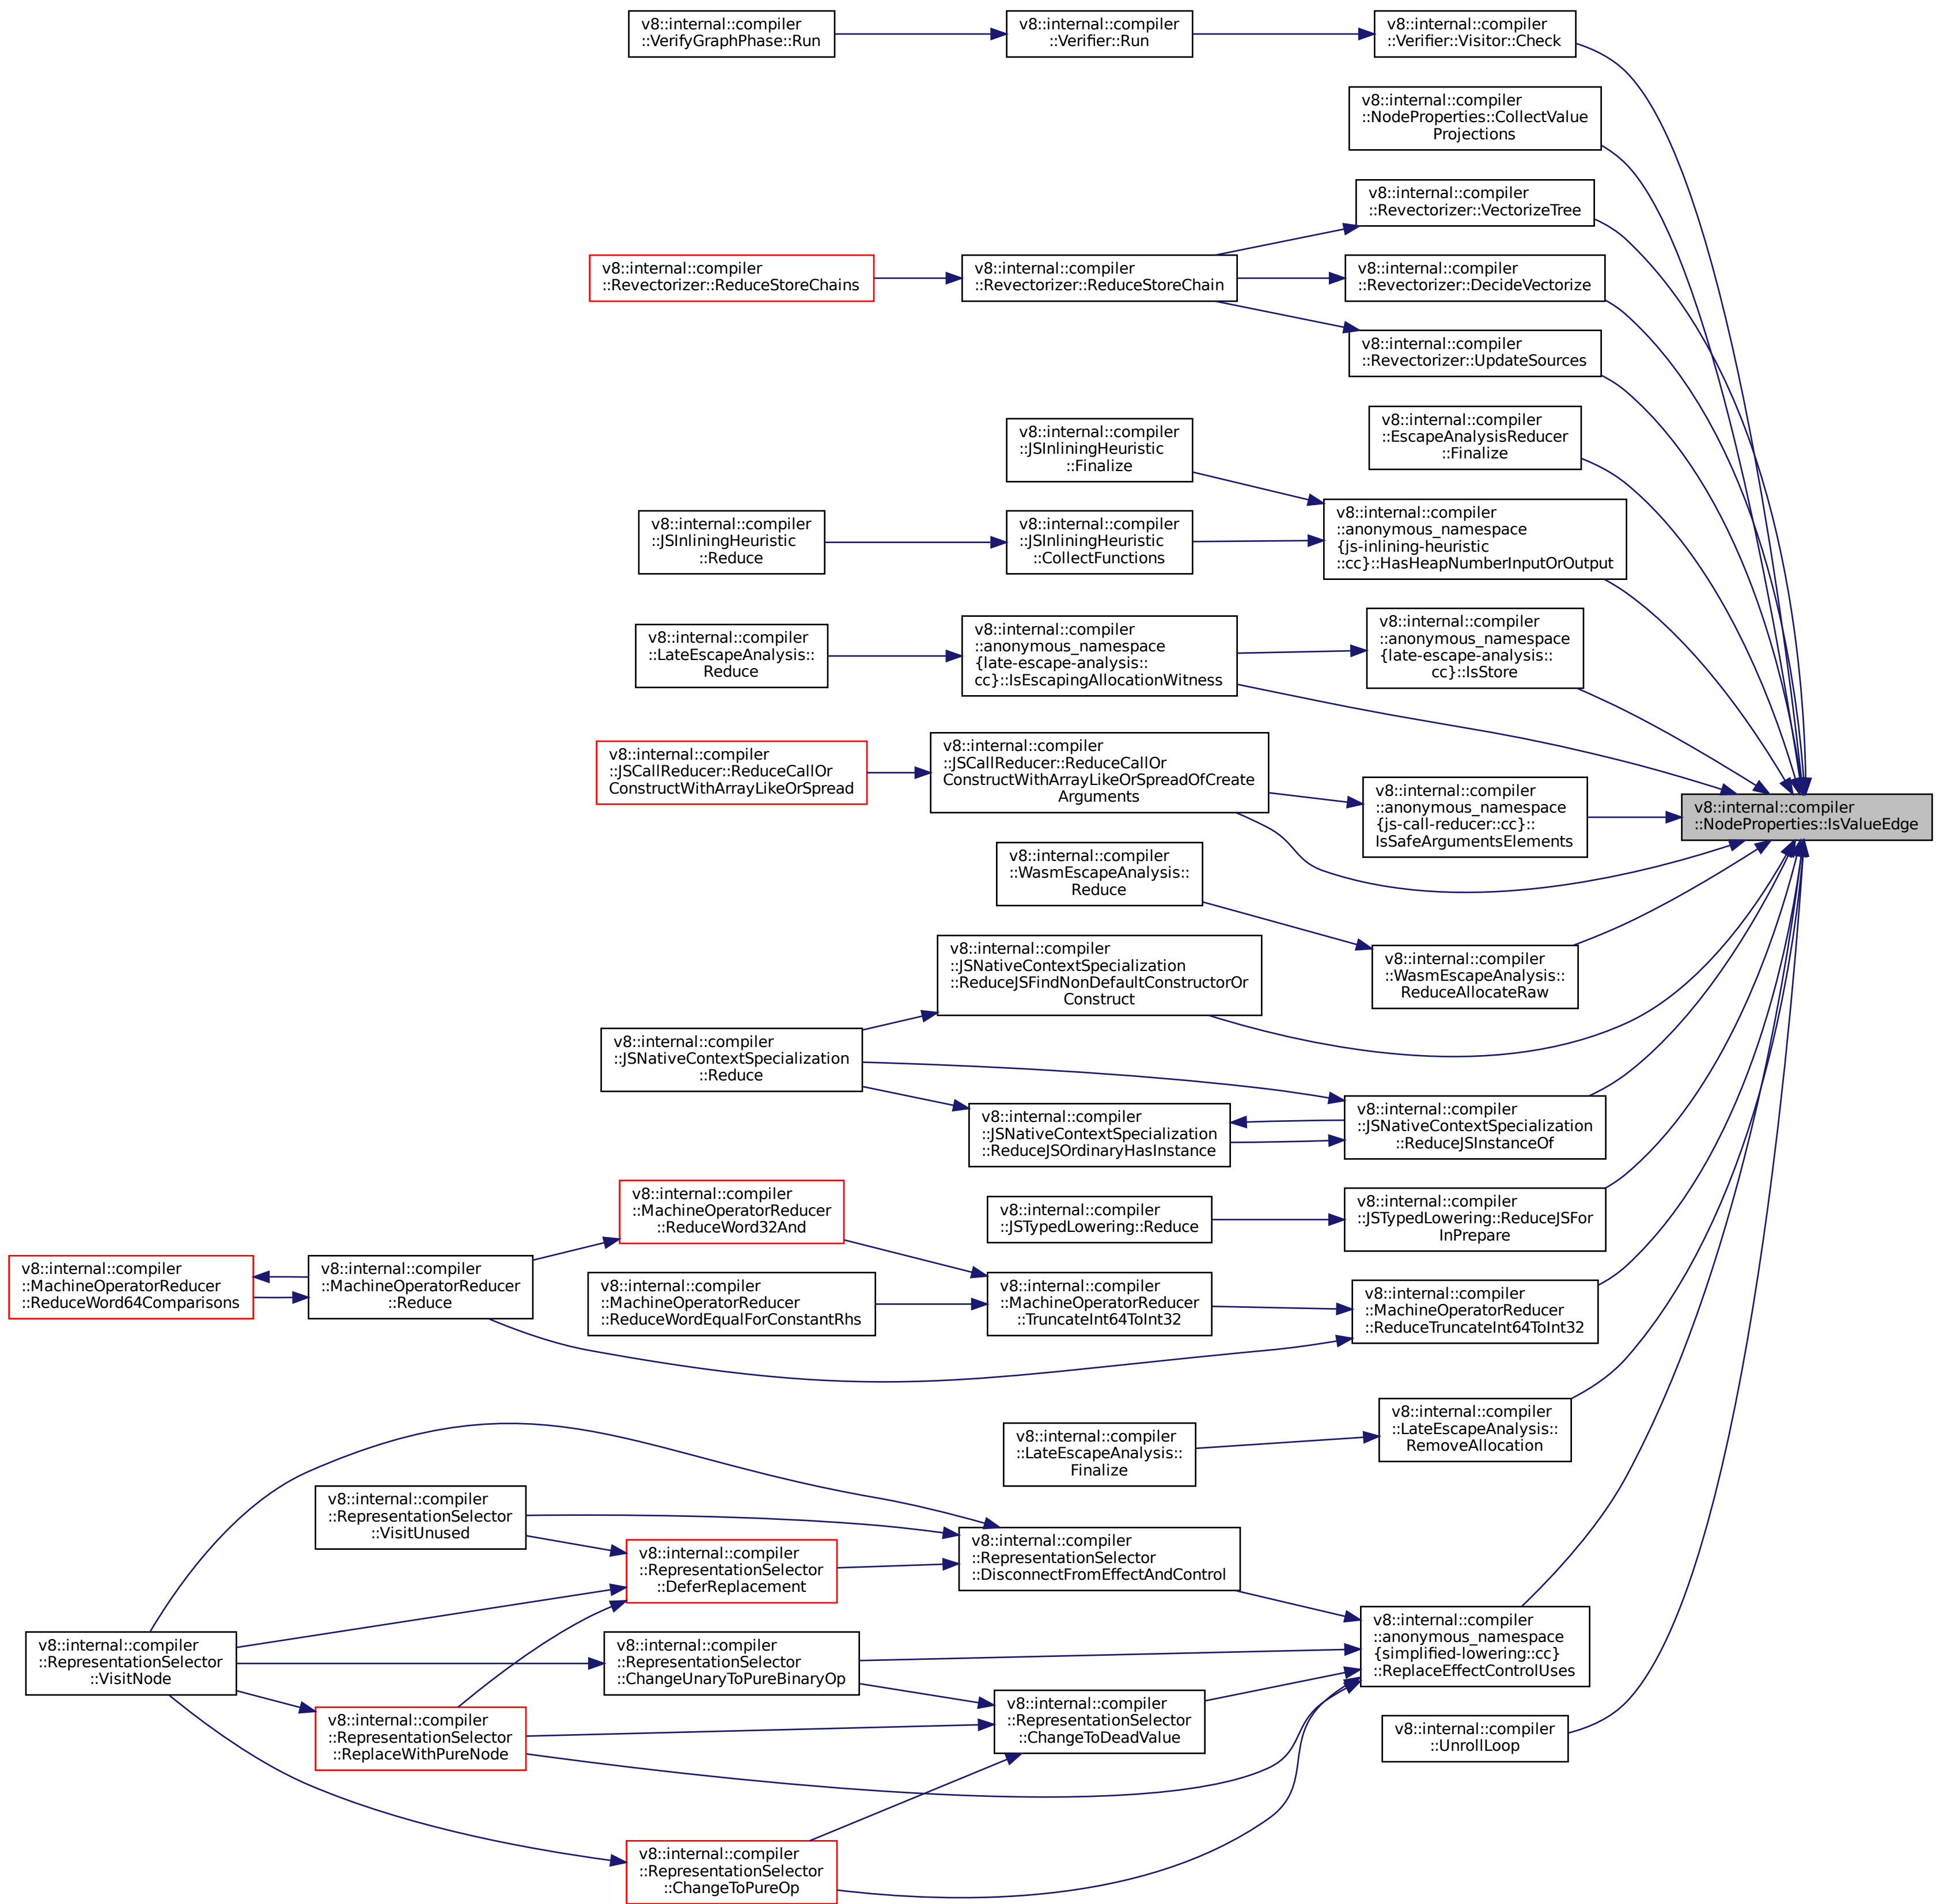 v8::internal::compiler
::VerifyGraphPhase::Run
v8::internal::compiler
::Verifier::Run
v8::internal::compiler
::Verifier::Visitor::Check
v8::internal::compiler
::NodeProperties::CollectValue
Projections
v8::internal::compiler
::Revectorizer::VectorizeTree
v8::internal::compiler
::Revectorizer::ReduceStoreChains
v8::internal::compiler
::Revectorizer::ReduceStoreChain
v8::internal::compiler
::Revectorizer::DecideVectorize
v8::internal::compiler
::Revectorizer::UpdateSources
v8::internal::compiler
::EscapeAnalysisReducer
::Finalize
v8::internal::compiler
::JSInliningHeuristic
::Finalize
v8::internal::compiler
::JSInliningHeuristic
::Reduce
v8::internal::compiler
::JSInliningHeuristic
::CollectFunctions
v8::internal::compiler
::anonymous_namespace
{js-inlining-heuristic
::cc}::HasHeapNumberInputOrOutput
v8::internal::compiler
::LateEscapeAnalysis::
Reduce
v8::internal::compiler
::anonymous_namespace
{late-escape-analysis::
cc}::IsEscapingAllocationWitness
v8::internal::compiler
::anonymous_namespace
{late-escape-analysis::
cc}::IsStore
v8::internal::compiler
::JSCallReducer::ReduceCallOr
ConstructWithArrayLikeOrSpread
v8::internal::compiler
::JSCallReducer::ReduceCallOr
ConstructWithArrayLikeOrSpreadOfCreate
Arguments
v8::internal::compiler
::anonymous_namespace
{js-call-reducer::cc}::
IsSafeArgumentsElements
v8::internal::compiler
::NodeProperties::IsValueEdge
v8::internal::compiler
::WasmEscapeAnalysis::
Reduce
v8::internal::compiler
::WasmEscapeAnalysis::
ReduceAllocateRaw
v8::internal::compiler
::JSNativeContextSpecialization
::ReduceJSFindNonDefaultConstructorOr
Construct
v8::internal::compiler
::JSNativeContextSpecialization
::Reduce
v8::internal::compiler
::JSNativeContextSpecialization
::ReduceJSOrdinaryHasInstance
v8::internal::compiler
::JSNativeContextSpecialization
::ReduceJSInstanceOf
v8::internal::compiler
::MachineOperatorReducer
::ReduceWord32And
v8::internal::compiler
::JSTypedLowering::Reduce
v8::internal::compiler
::JSTypedLowering::ReduceJSFor
InPrepare
v8::internal::compiler
::MachineOperatorReducer
::ReduceWord64Comparisons
v8::internal::compiler
::MachineOperatorReducer
::Reduce
v8::internal::compiler
::MachineOperatorReducer
::ReduceWordEqualForConstantRhs
v8::internal::compiler
::MachineOperatorReducer
::TruncateInt64ToInt32
v8::internal::compiler
::MachineOperatorReducer
::ReduceTruncateInt64ToInt32
v8::internal::compiler
::LateEscapeAnalysis::
Finalize
v8::internal::compiler
::LateEscapeAnalysis::
RemoveAllocation
v8::internal::compiler
::RepresentationSelector
::VisitUnused
v8::internal::compiler
::RepresentationSelector
::DeferReplacement
v8::internal::compiler
::RepresentationSelector
::DisconnectFromEffectAndControl
v8::internal::compiler
::RepresentationSelector
::VisitNode
v8::internal::compiler
::RepresentationSelector
::ChangeUnaryToPureBinaryOp
v8::internal::compiler
::anonymous_namespace
{simplified-lowering::cc}
::ReplaceEffectControlUses
v8::internal::compiler
::RepresentationSelector
::ReplaceWithPureNode
v8::internal::compiler
::RepresentationSelector
::ChangeToDeadValue
v8::internal::compiler
::UnrollLoop
v8::internal::compiler
::RepresentationSelector
::ChangeToPureOp